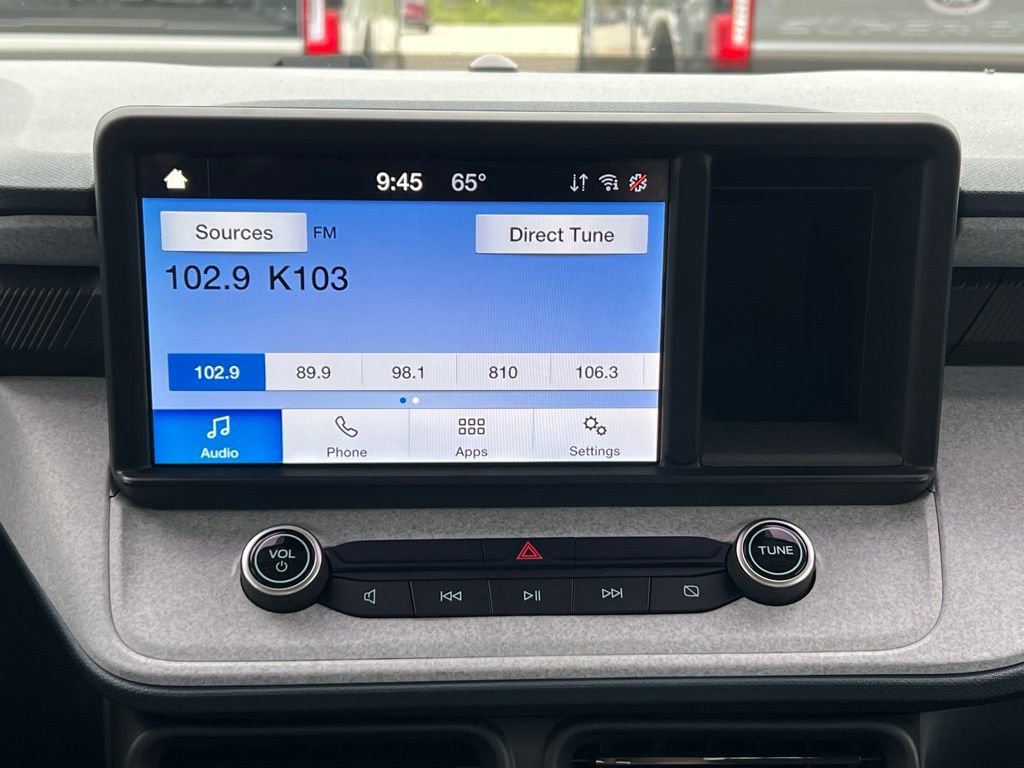 SUPER D
9:45 65°
Sources FM Direct Tune
102.9 K103
102.9 89.9 98.1 810 106.3
Audio Phone Apps Settings
VOL TUNE